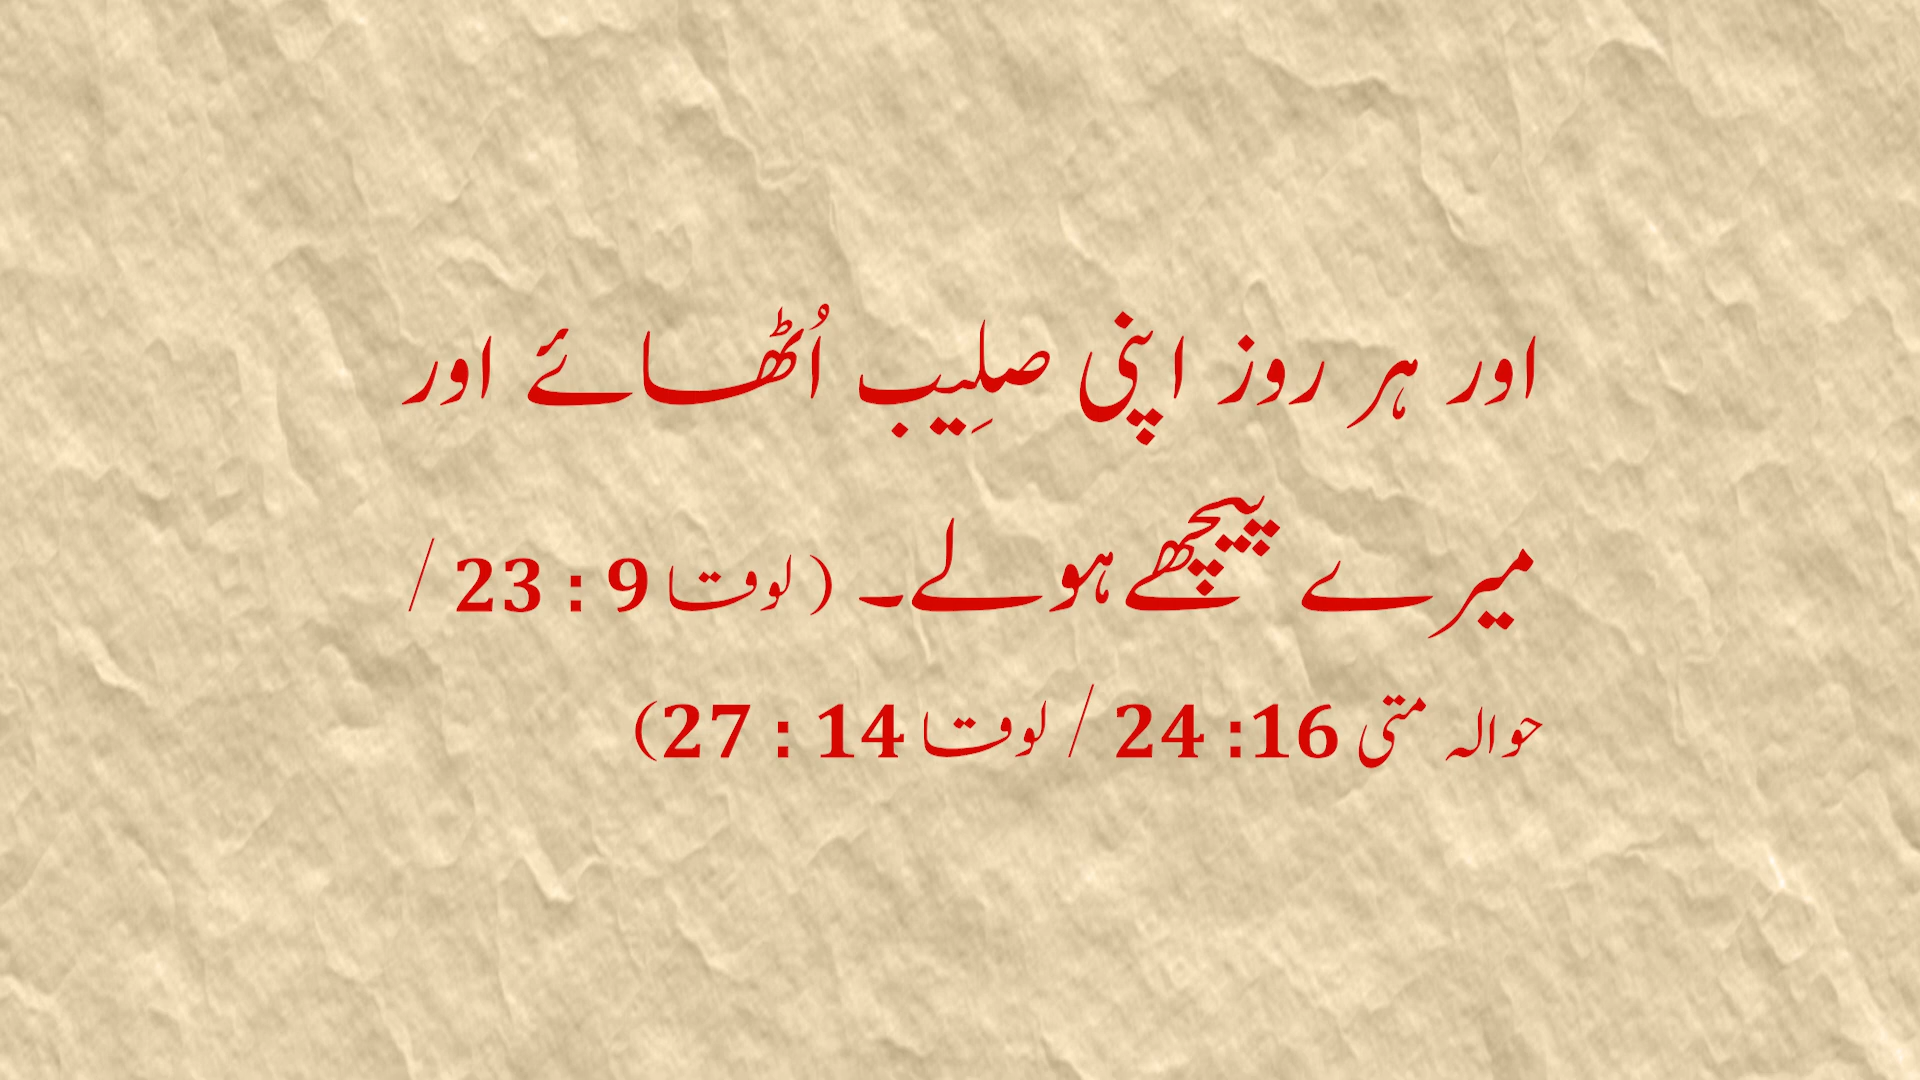 اور ہر روز اپنی صلِیب اُٹھائے اور
میرے پیچھے ہولے۔ (لوقا 9 : 23 /
حوالہ متی 16: 24 / لوقا 14 : 27)